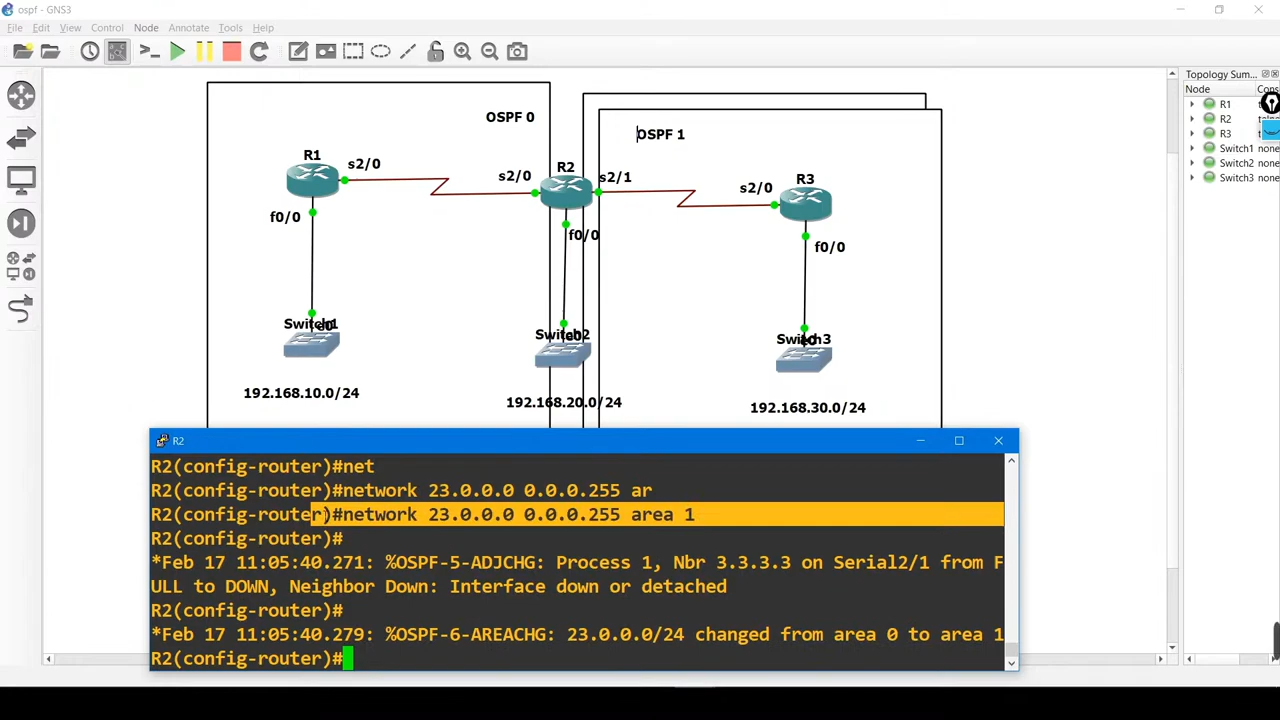 ospf - GNS3
File Edit View Control Node Annotate Tools Help
Topology Summ...
Node Cons
R1
R2
R3
Switch1 none
Switch2 none
Switch3 none
OSPF 0
OSPF 1
R1
s2/0
s2/0
R2
s2/1
s2/0
R3
f0/0
f0/0
f0/0
Switch1
Switch2
Switch3
192.168.10.0/24
192.168.20.0/24
192.168.30.0/24
R2
R2(config-router)#net
R2(config-router)#network 23.0.0.0 0.0.0.255 ar
R2(config-router)#network 23.0.0.0 0.0.0.255 area 1
R2(config-router)#
*Feb 17 11:05:40.271: %OSPF-5-ADJCHG: Process 1, Nbr 3.3.3.3 on Serial2/1 from F
ULL to DOWN, Neighbor Down: Interface down or detached
R2(config-router)#
*Feb 17 11:05:40.279: %OSPF-6-AREACHG: 23.0.0.0/24 changed from area 0 to area 1
R2(config-router)#